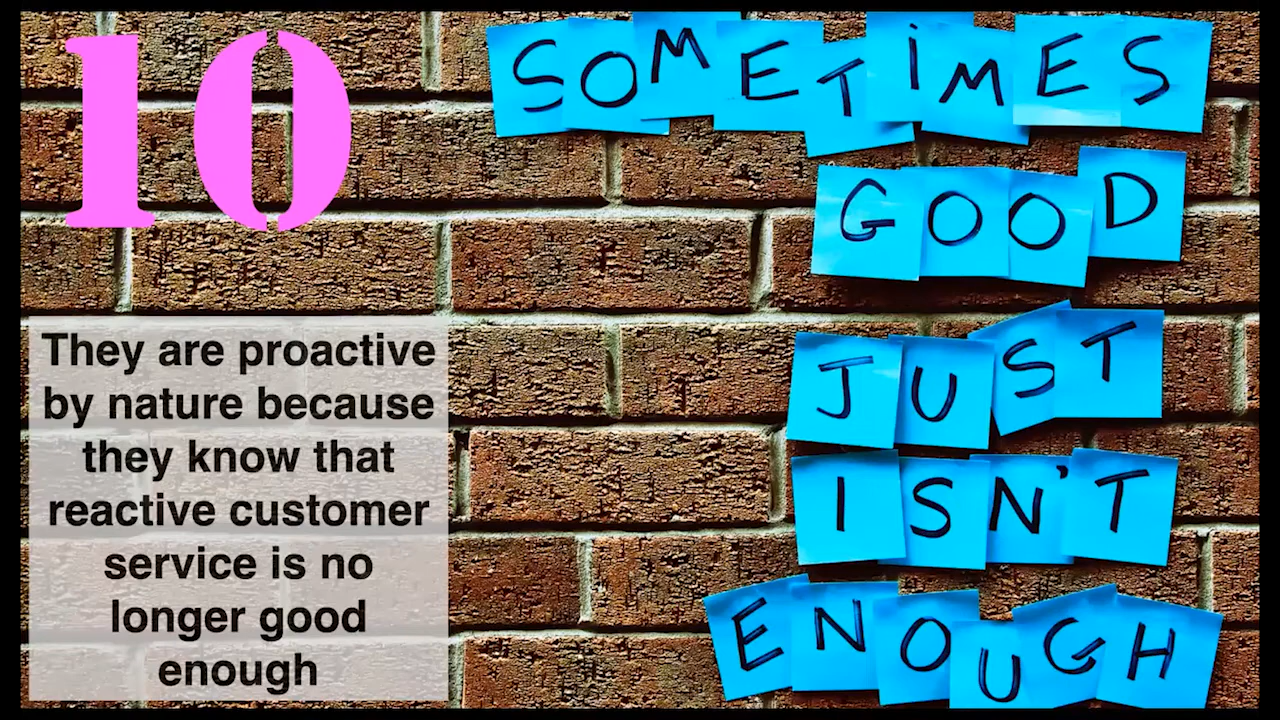 10
They are proactive
by nature because
they know that
reactive customer
service is no
longer good
enough
SOMETiMES
GOOD
JUST
ISN'T
ENOUGH